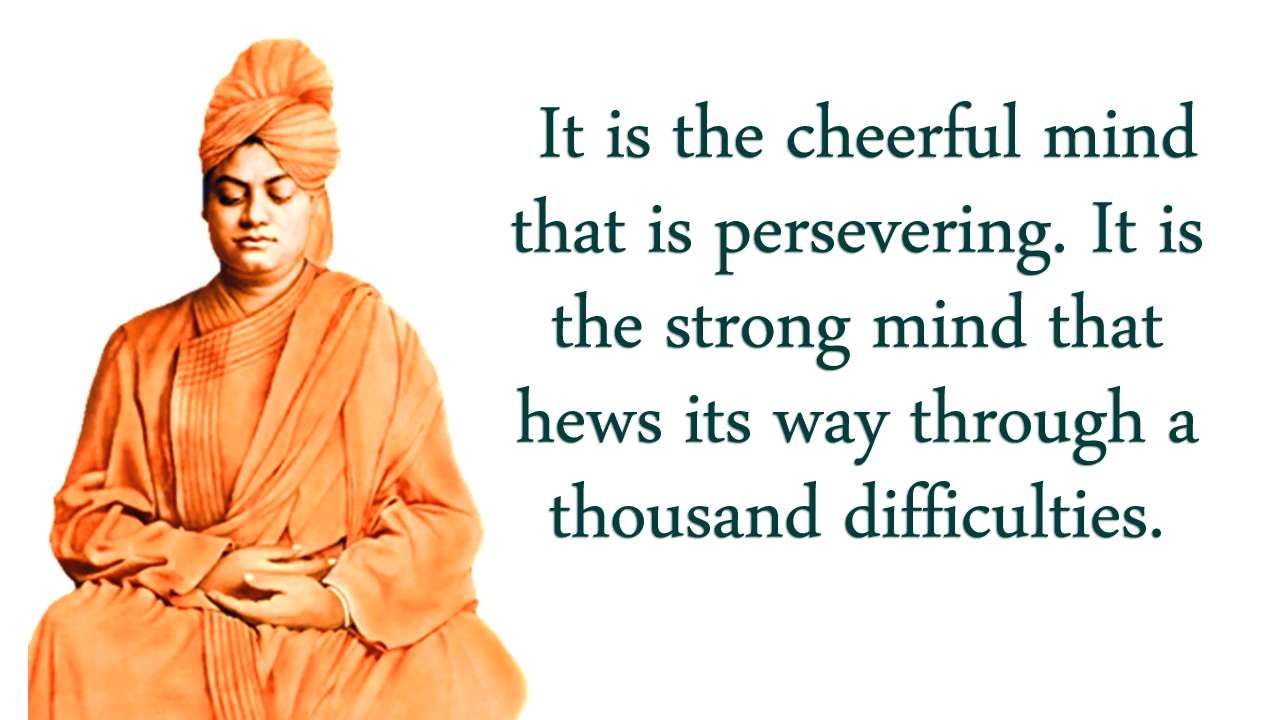 It is the cheerful mind
that is persevering. It is
the strong mind that
hews its way through a
thousand difficulties.